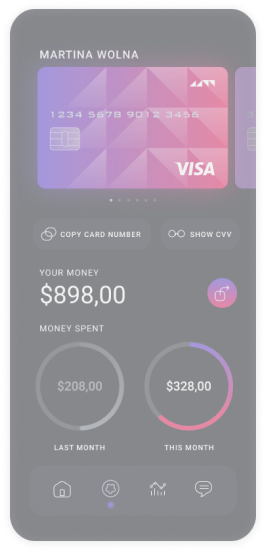 MARTINA WOLNA
1234 5678 9012 3456
VISA
COPY CARD NUMBER
SHOW CVV
YOUR MONEY
$898,00
MONEY SPENT
$208,00
$328,00
LAST MONTH
THIS MONTH